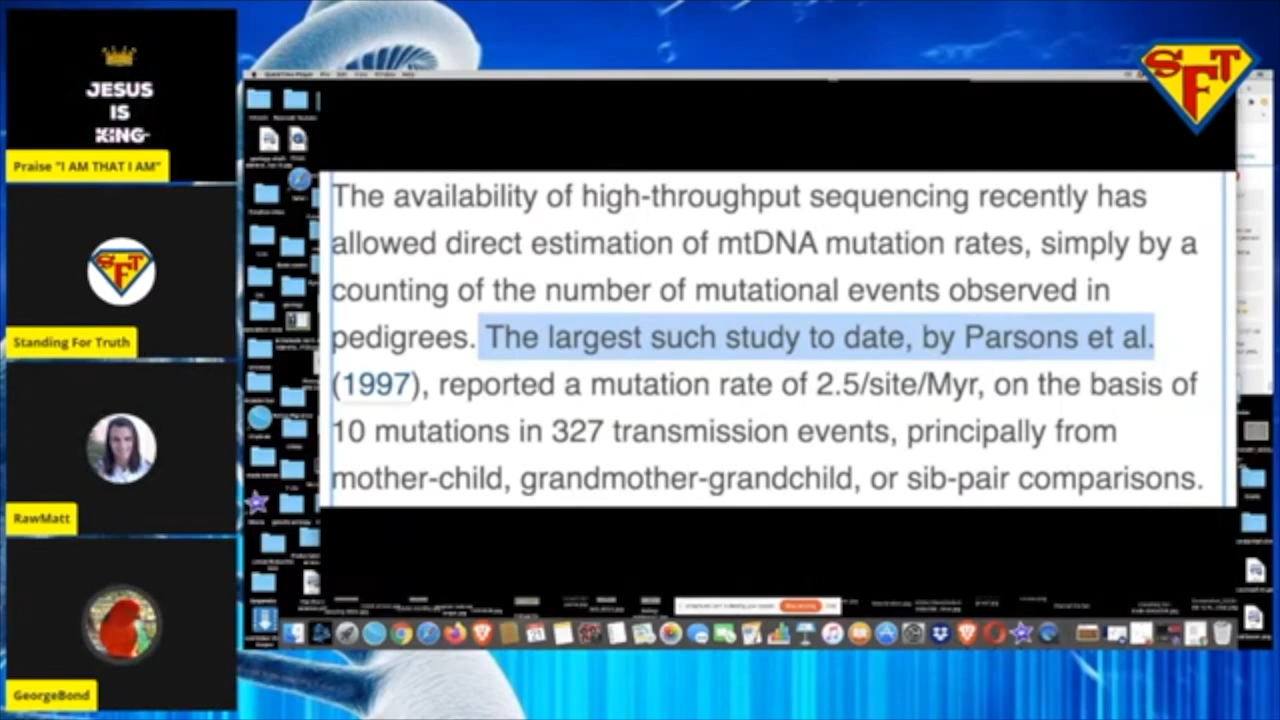 JESUS
IS
KING
Praise "I AM THAT I AM"
SFT
Standing For Truth
RawMatt
GeorgeBond
SFT
The availability of high-throughput sequencing recently has
allowed direct estimation of mtDNA mutation rates, simply by a
counting of the number of mutational events observed in
pedigrees. The largest such study to date, by Parsons et al.
(1997), reported a mutation rate of 2.5/site/Myr, on the basis of
10 mutations in 327 transmission events, principally from
mother-child, grandmother-grandchild, or sib-pair comparisons.